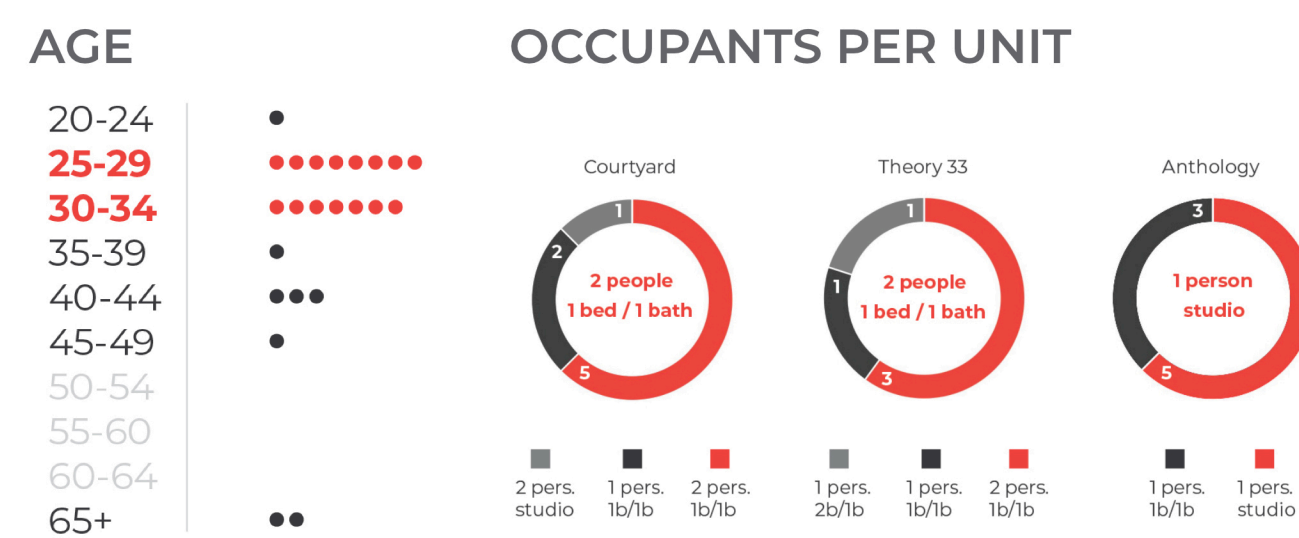 AGE
20-24
25-29
30-34
35-39
40-44
45-49
50-54
55-60
60-64
65+
OCCUPANTS PER UNIT
Courtyard
1
2
5
2 people
1 bed / 1 bath
2 pers.
studio
1 pers.
1b/1b
2 pers.
1b/1b
Theory 33
1
1
3
2 people
1 bed / 1 bath
1 pers.
2b/1b
1 pers.
1b/1b
2 pers.
1b/1b
Anthology
3
5
1 person
studio
1 pers.
1b/1b
1 pers.
studio